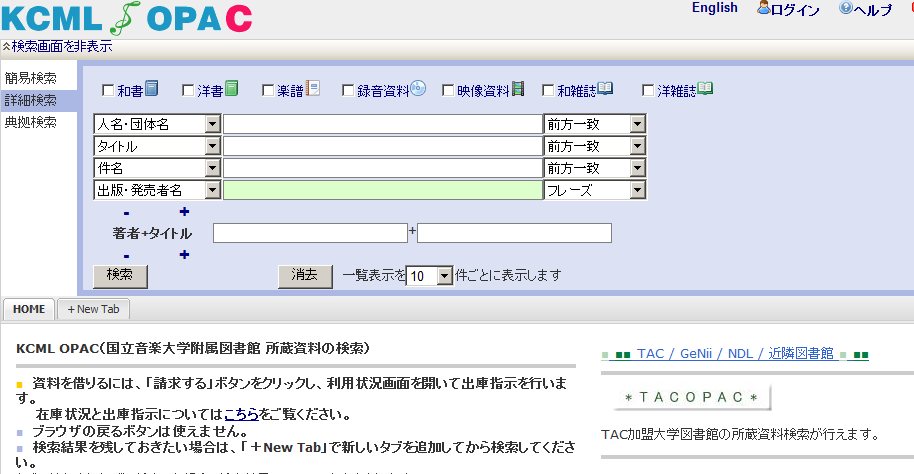 KCML OPAC
English ログイン ヘルプ
検索画面を非表示
簡易検索
詳細検索
典拠検索
和書 洋書 楽譜 録音資料 映像資料 和雑誌 洋雑誌
人名・団体名 前方一致
タイトル 前方一致
件名 前方一致
出版・発売者名 フレーズ
- +
著者+タイトル +
- +
検索 消去 一覧表示を 10 件ごとに表示します
HOME +New Tab
KCML OPAC(国立音楽大学附属図書館 所蔵資料の検索)
資料を借りるには、「請求する」ボタンをクリックし、利用状況画面を開いて出庫指示を行いま
す。
在庫状況と出庫指示についてはこちらをご覧ください。
ブラウザの戻るボタンは使えません。
検索結果を残しておきたい場合は、「+New Tab」で新しいタブを追加してから検索してくださ
い。
■ ■■ TAC / GeNii / NDL / 近隣図書館 ■ ■■
*TACOPAC*
TAC加盟大学図書館の所蔵資料検索が行えます。